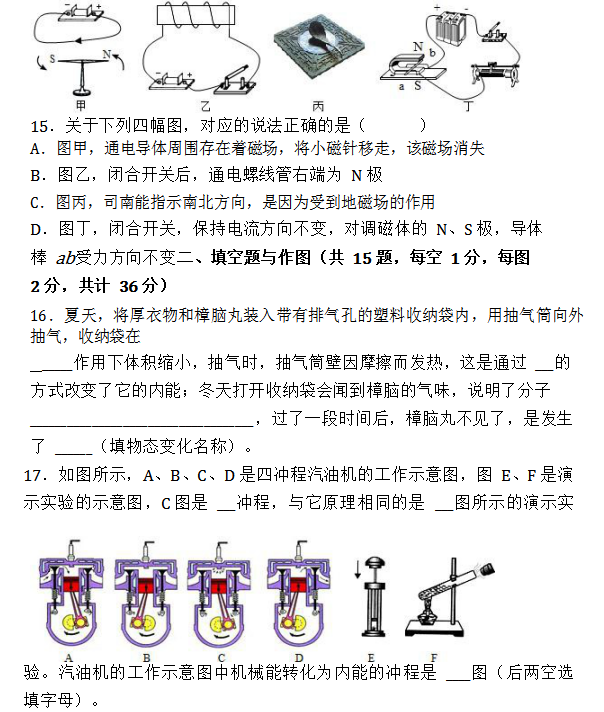 - +
S N
甲
乙
丙
+ -
N b
a S
丁
15．关于下列四幅图，对应的说法正确的是（ ）
A．图甲，通电导体周围存在着磁场，将小磁针移走，该磁场消失
B．图乙，闭合开关后，通电螺线管右端为 N极
C．图丙，司南能指示南北方向，是因为受到地磁场的作用
D．图丁，闭合开关，保持电流方向不变，对调磁体的 N、S极，导体
棒 ab受力方向不变二、填空题与作图（共 15题，每空 1分，每图
2分，共计 36分）
16．夏天，将厚衣物和樟脑丸装入带有排气孔的塑料收纳袋内，用抽气筒向外
抽气，收纳袋在
______作用下体积缩小，抽气时，抽气筒壁因摩擦而发热，这是通过 __的
方式改变了它的内能；冬天打开收纳袋会闻到樟脑的气味，说明了分子
__________________________，过了一段时间后，樟脑丸不见了，是发生
了 ____（填物态变化名称）。
17．如图所示，A、B、C、D是四冲程汽油机的工作示意图，图 E、F是演
示实验的示意图，C图是 __冲程，与它原理相同的是 __图所示的演示实
A B C D E F
验。汽油机的工作示意图中机械能转化为内能的冲程是 ___图（后两空选
填字母）。